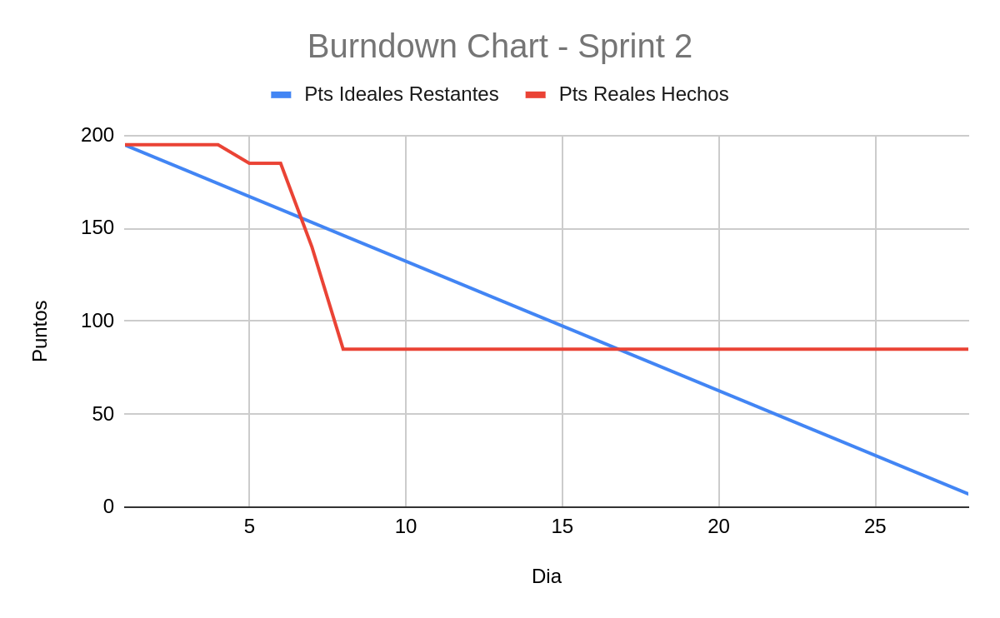 Burndown Chart - Sprint 2
Pts Ideales Restantes Pts Reales Hechos
200
150
100
50
0
Puntos
5 10 15 20 25
Dia